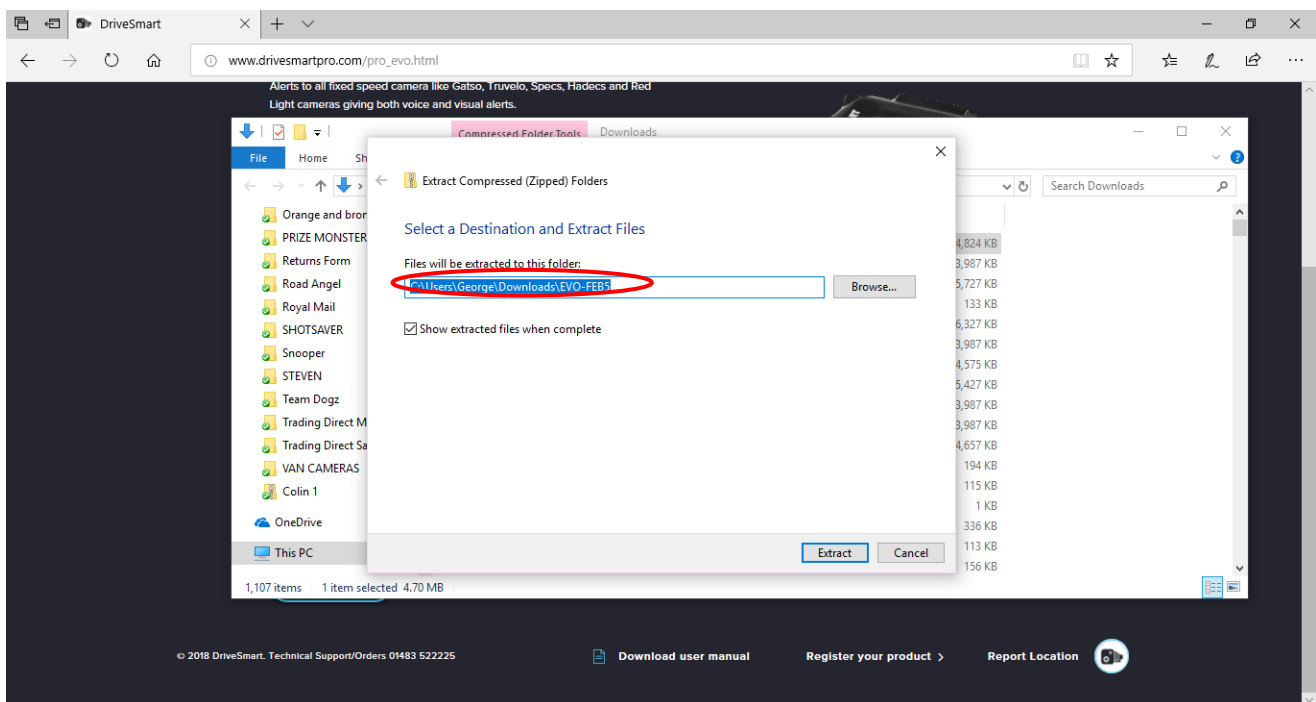 DriveSmart
www.drivesmartpro.com/pro_evo.html
Alerts to all fixed speed camera like Gatso, Truvelo, Specs, Hadecs and Red
Light cameras giving both voice and visual alerts.
Compressed Folder Tools Downloads
File Home Sh
Search Downloads
Extract Compressed (Zipped) Folders
Select a Destination and Extract Files
Files will be extracted to this folder:
C:\Users\George\Downloads\EVO-FEB5
Browse...
Show extracted files when complete
Extract Cancel
Orange and bror
PRIZE MONSTER
Returns Form
Road Angel
Royal Mail
SHOTSAVER
Snooper
STEVEN
Team Dogz
Trading Direct M
Trading Direct Sa
VAN CAMERAS
Colin 1
OneDrive
This PC
4,824 KB
3,987 KB
5,727 KB
133 KB
6,327 KB
3,987 KB
4,575 KB
5,427 KB
3,987 KB
3,987 KB
4,657 KB
194 KB
115 KB
1 KB
336 KB
113 KB
156 KB
1,107 items 1 item selected 4.70 MB
© 2018 DriveSmart. Technical Support/Orders 01483 522225
Download user manual
Register your product >
Report Location